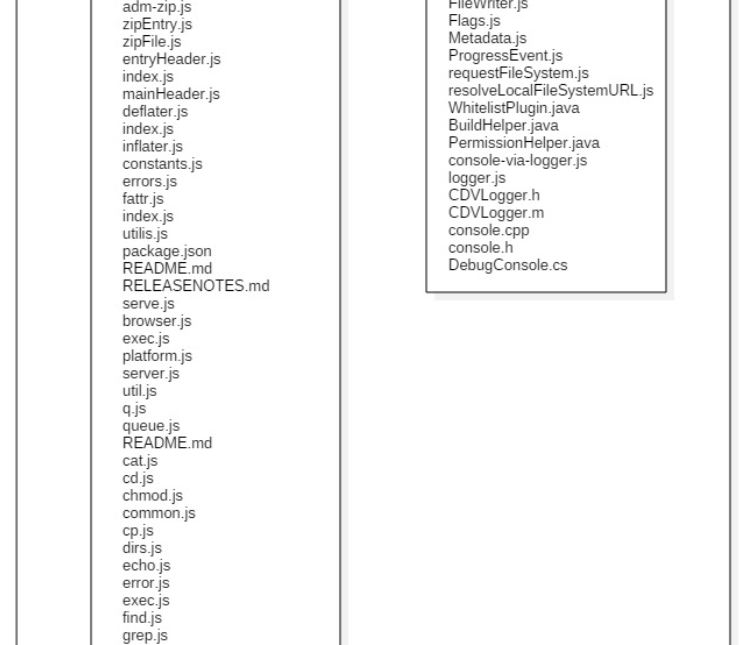 adm-zip.js
zipEntry.js
zipFile.js
entryHeader.js
index.js
mainHeader.js
deflater.js
index.js
inflater.js
constants.js
errors.js
fattr.js
index.js
utilis.js
package.json
README.md
RELEASENOTES.md
serve.js
browser.js
exec.js
platform.js
server.js
util.js
q.js
queue.js
README.md
cat.js
cd.js
chmod.js
common.js
cp.js
dirs.js
echo.js
error.js
exec.js
find.js
grep.js
FileWriter.js
Flags.js
Metadata.js
ProgressEvent.js
requestFileSystem.js
resolveLocalFileSystemURL.js
WhitelistPlugin.java
BuildHelper.java
PermissionHelper.java
console-via-logger.js
logger.js
CDVLogger.h
CDVLogger.m
console.cpp
console.h
DebugConsole.cs